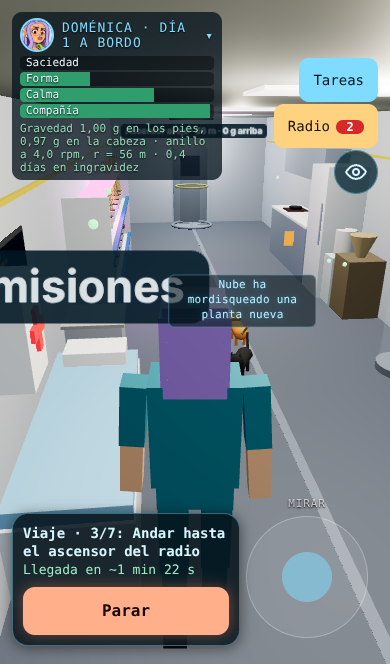 DOMÉNICA · DÍA
1 A BORDO
▾
Saciedad
Forma
Calma
Compañía
Gravedad 1,00 g en los pies,
0,97 g en la cabeza · anillo
a 4,0 rpm, r = 56 m · 0,4
días en ingravidez
Tareas
Radio 2
m · 0 g arriba
misiones
Nube ha
mordisqueado una
planta nueva
MIRAR
Viaje · 3/7: Andar hasta
el ascensor del radio
Llegada en ~1 min 22 s
Parar